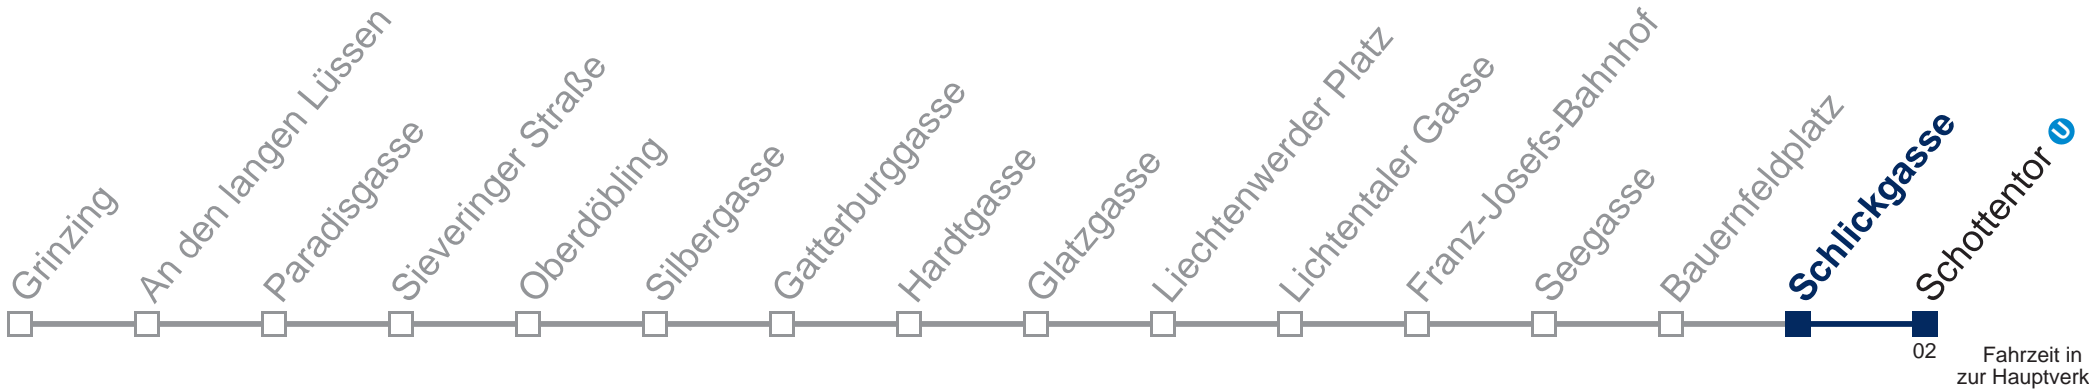 Grinzing
An den langen Lüssen
Paradisgasse
Sieveringer Straße
Oberdöbling
Silbergasse
Gatterburggasse
Hardtgasse
Glatzgasse
Liechtenwerder Platz
Lichtentaler Gasse
Franz-Josefs-Bahnhof
Seegasse
Bauernfeldplatz
Schlickgasse
Schottentor U
02
Fahrzeit in
zur Hauptverk